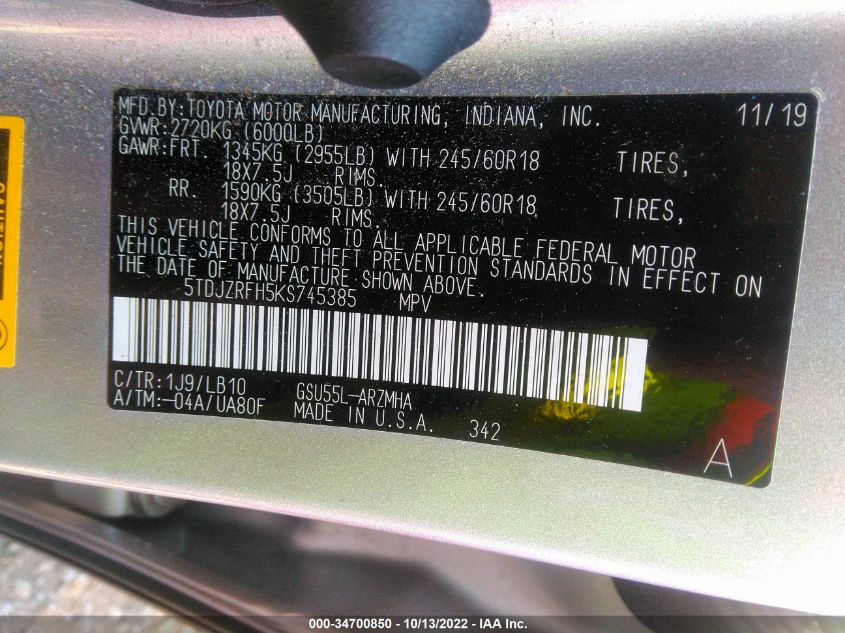 MFD.BY:TOYOTA MOTOR MANUFACTURING, INDIANA, INC. 11/19
GVWR:2720KG (6000LB)
GAWR:FRT. 1345KG (2955LB) WITH 245/60R18 TIRES,
18X7.5J RIMS.
RR. 1590KG (3505LB) WITH 245/60R18, TIRES,
18X7.5J RIMS.
THIS VEHICLE CONFORMS TO ALL APPLICABLE FEDERAL MOTOR
VEHICLE SAFETY AND THEFT PREVENTION STANDARDS IN EFFECT ON
THE DATE OF MANUFACTURE SHOWN ABOVE.
5TDJZRFH5KS745385 MPV
C/TR:1J9/LB10 GSU55L-ARZMHA
A/TM:-04A/UA80F MADE IN U.S.A. 342
A
000-34700850 - 10/13/2022 - IAA Inc.